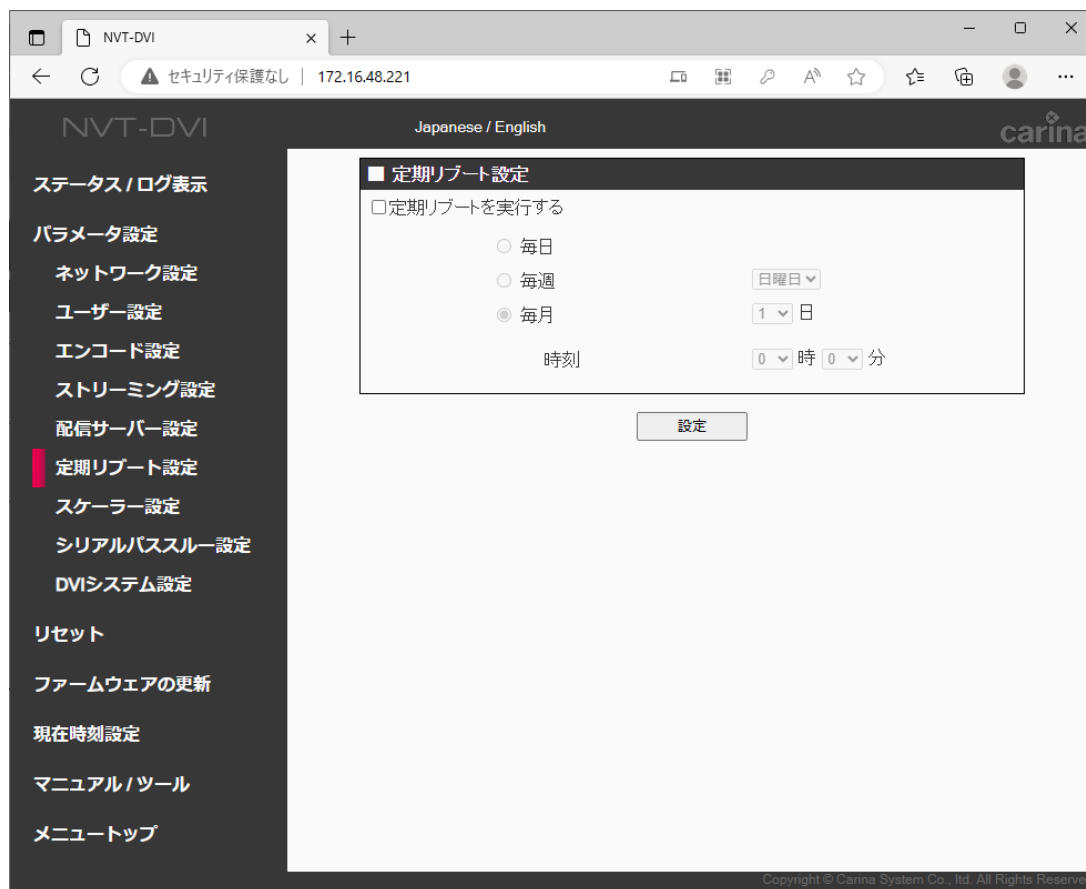 NVT-DVI
セキュリティ保護なし | 172.16.48.221
NVT-DVI
Japanese / English
carina
ステータス / ログ表示
パラメータ設定
ネットワーク設定
ユーザー設定
エンコード設定
ストリーミング設定
配信サーバー設定
定期リブート設定
スケーラー設定
シリアルパススルー設定
DVIシステム設定
リセット
ファームウェアの更新
現在時刻設定
マニュアル / ツール
メニュートップ
■ 定期リブート設定
定期リブートを実行する
毎日
毎週 日曜日
毎月 1 日
時刻 0 時 0 分
設定
Copyright © Carina System Co., ltd. All Rights Reserve